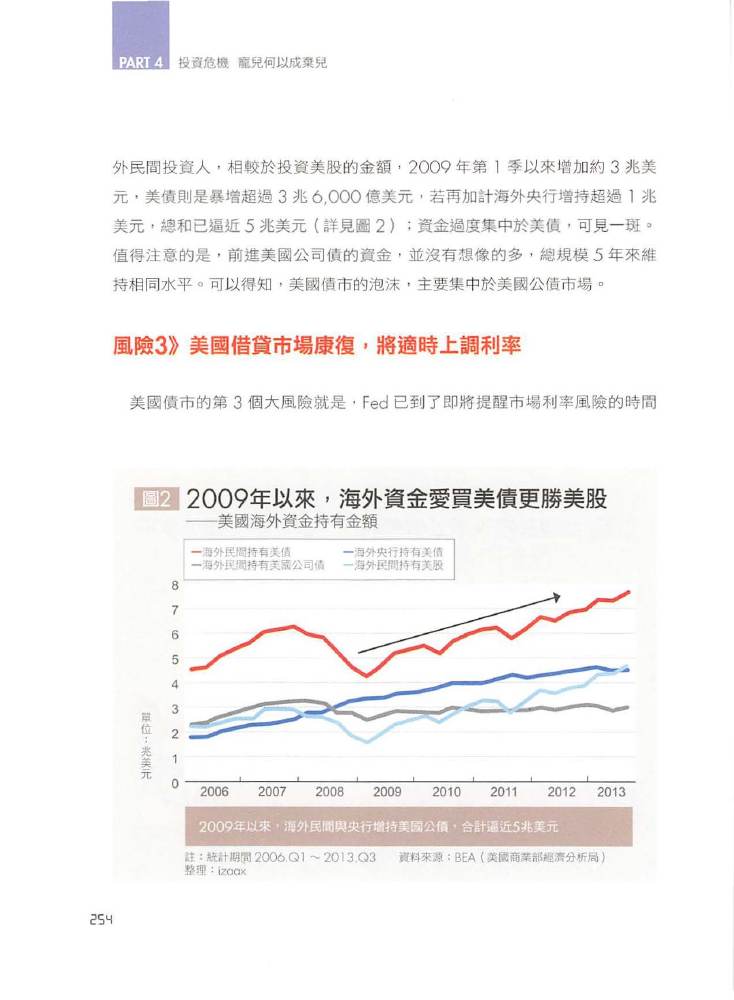 PART 4 投資危機 寵兒何以成棄兒
外民間投資人，相較於投資美股的金額，2009 年第 1 季以來增加約 3 兆美
元，美債則是暴增超過 3 兆 6,000 億美元，若再加計海外央行增持超過 1 兆
美元，總和已逼近 5 兆美元（詳見圖 2）；資金過度集中於美債，可見一斑。
值得注意的是，前進美國公司債的資金，並沒有想像的多，總規模 5 年來維
持相同水平。可以得知，美國債市的泡沫，主要集中於美國公債市場。
風險3》美國借貸市場康復，將適時上調利率
美國債市的第 3 個大風險就是，Fed 已到了即將提醒市場利率風險的時間
圖2 2009年以來，海外資金愛買美債更勝美股
——美國海外資金持有金額
海外民間持有美債 海外央行持有美債
海外民間持有美國公司債 海外民間持有美股
8
7
6
5
4
3
2
1
0
單位：兆美元
2006 2007 2008 2009 2010 2011 2012 2013
2009年以來，海外民間與央行增持美國公債，合計逼近5兆美元
註：統計期間 2006.Q1～2013.Q3 資料來源：BEA（美國商業部經濟分析局）
整理：izaax
254